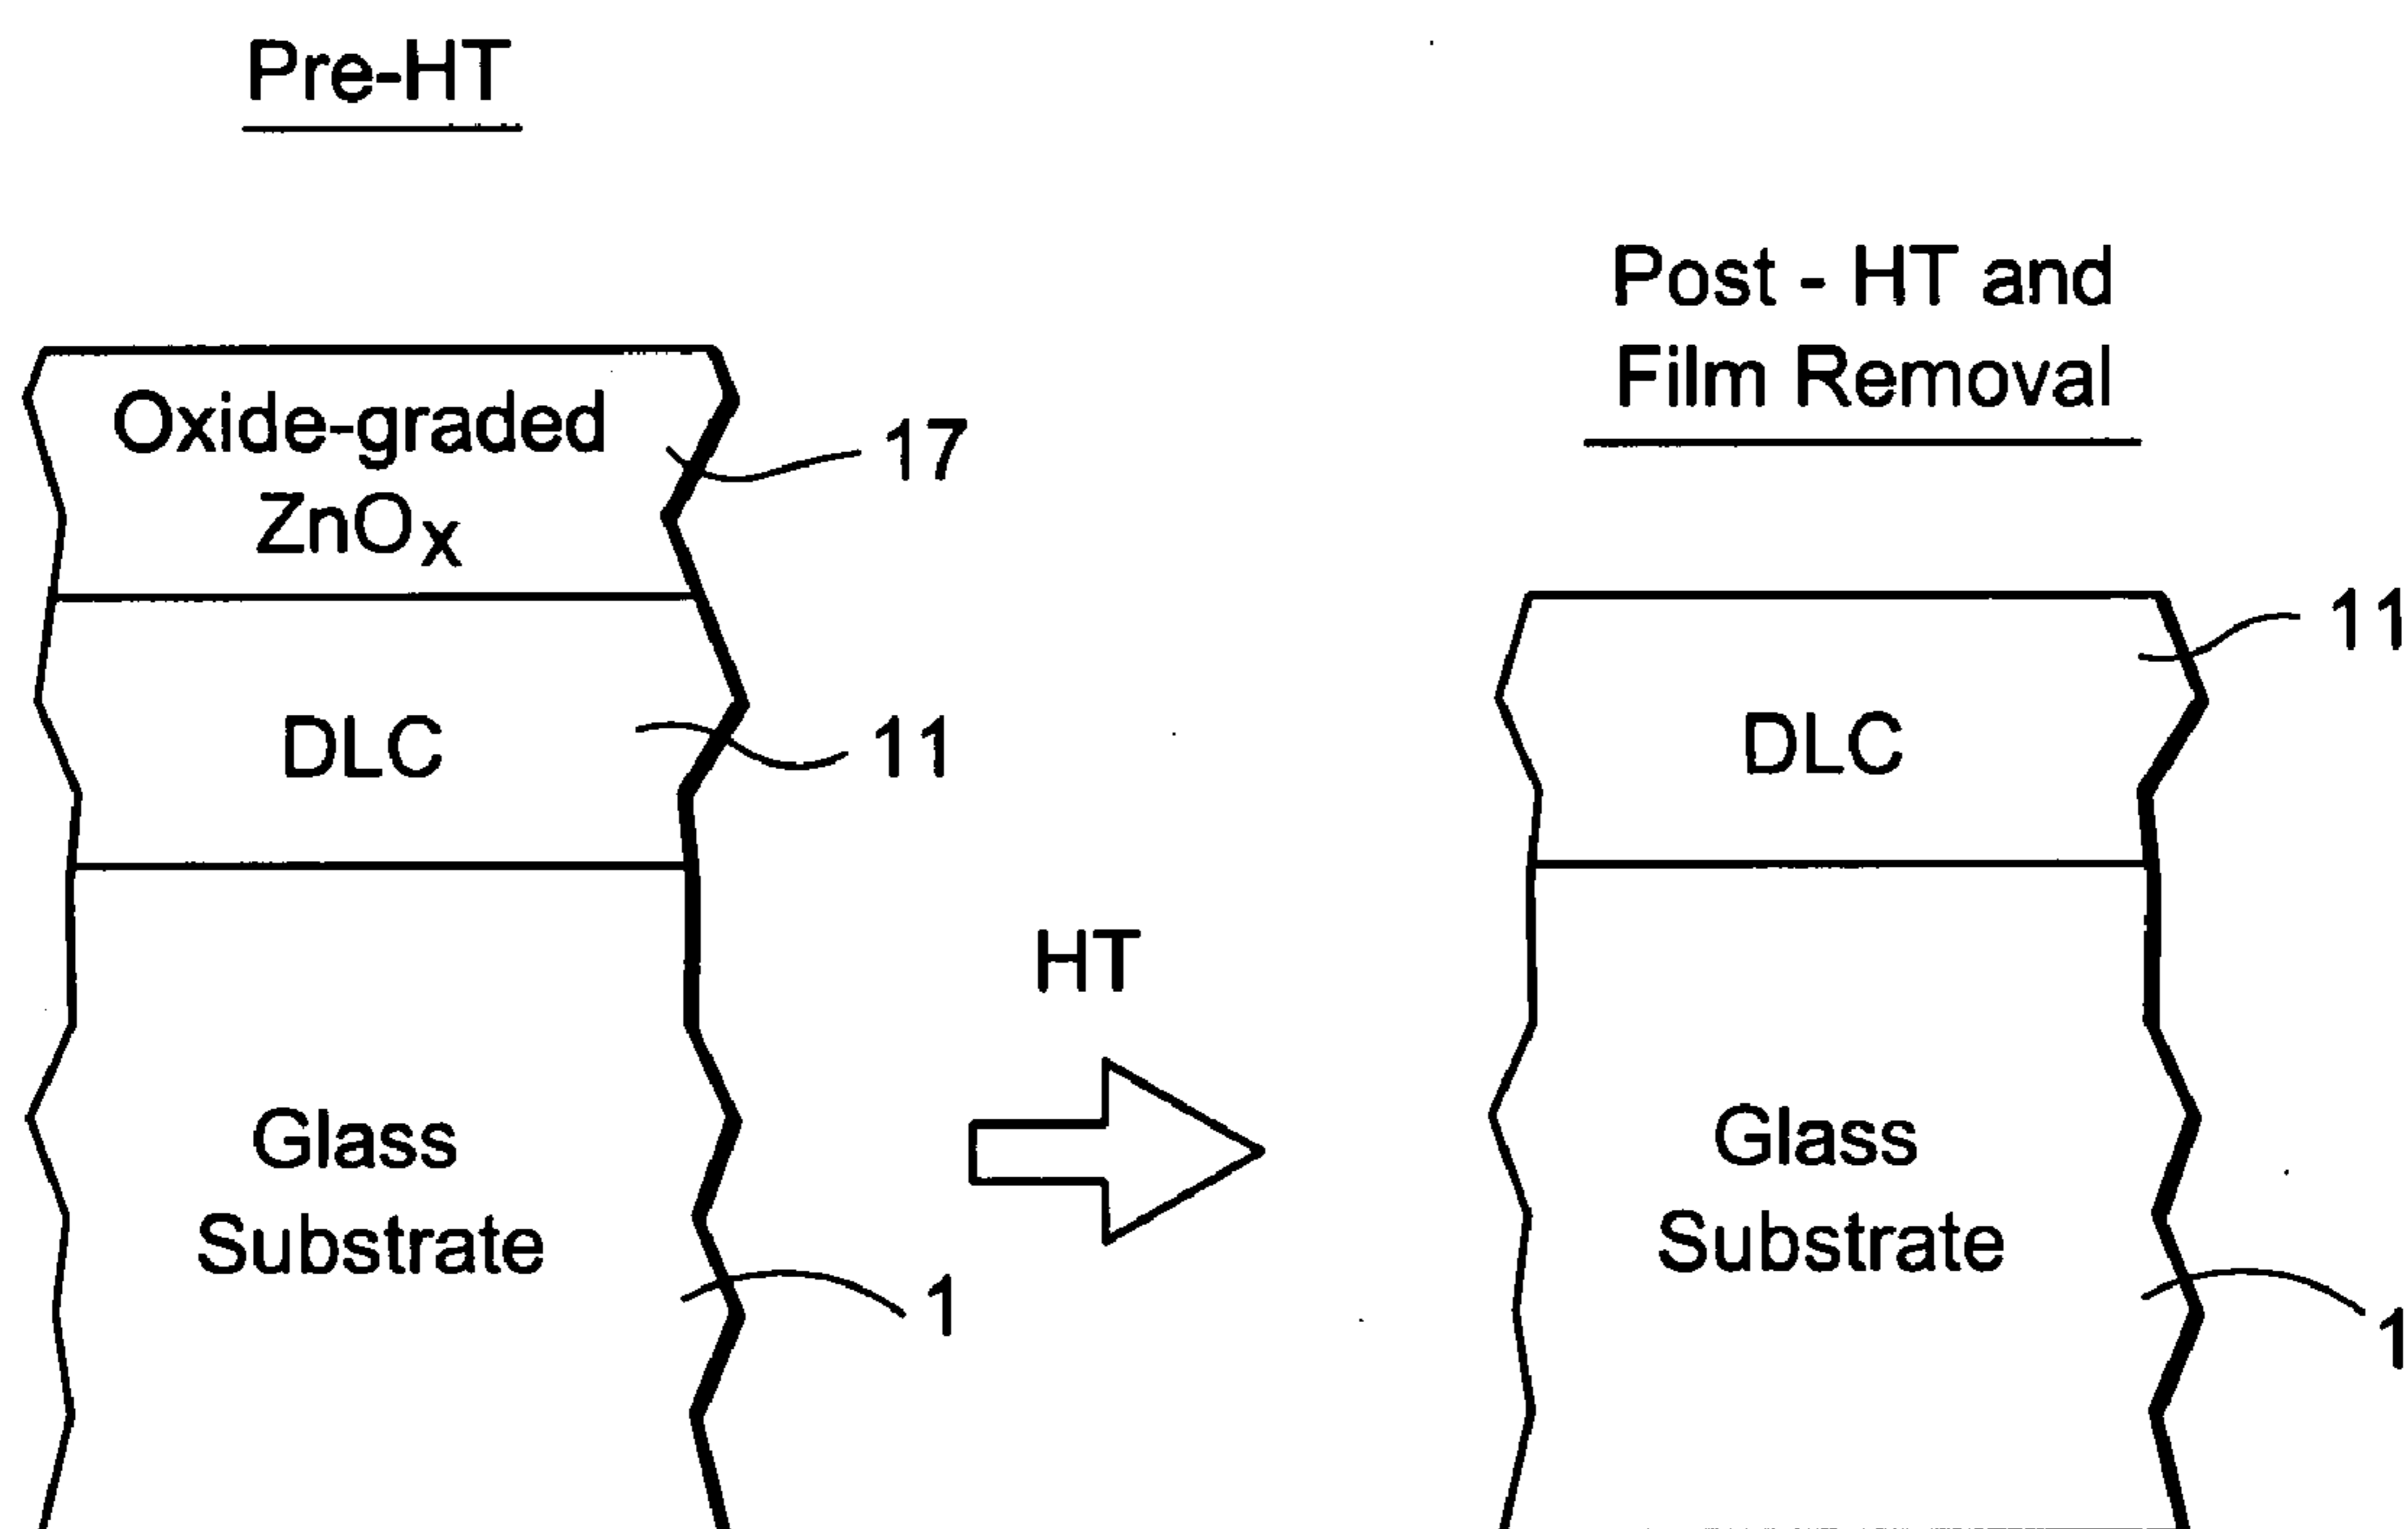 Pre-HT
Oxide-graded
ZnOx
17
DLC
11
Glass
Substrate
1
HT
Post - HT and
Film Removal
11
DLC
Glass
Substrate
1